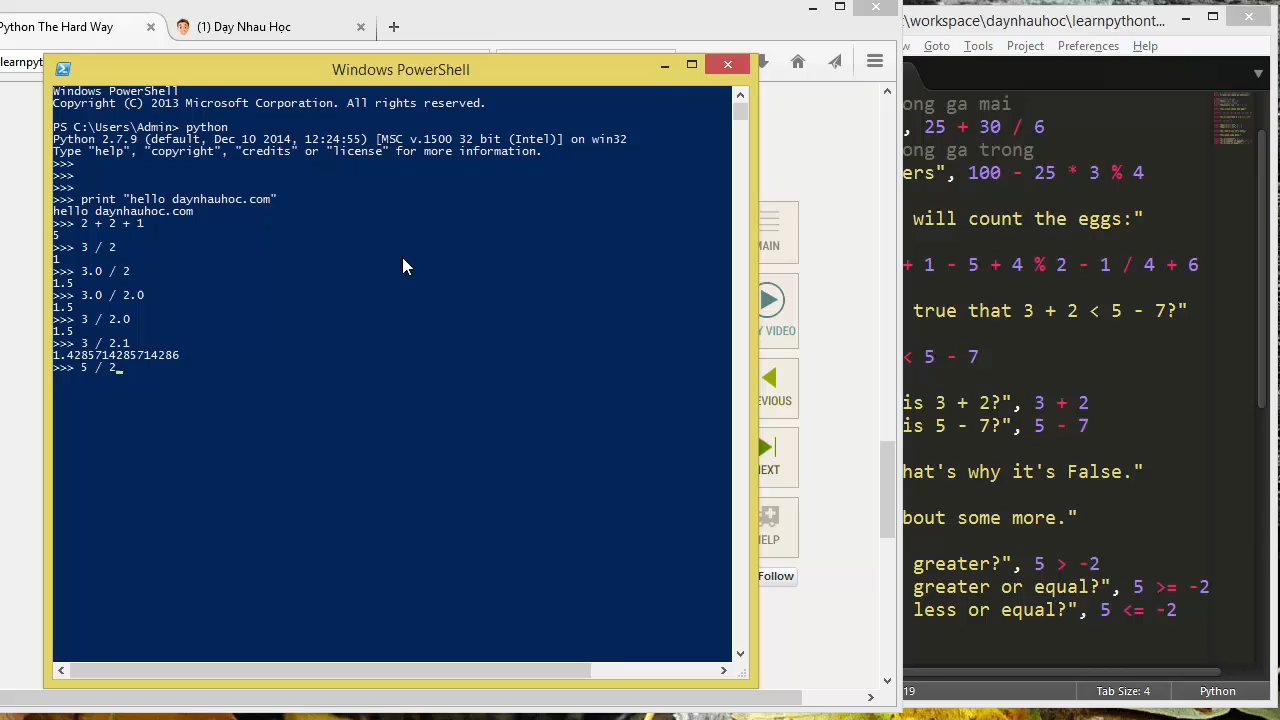 Python The Hard Way
(1) Day Nhau Học
learnpyt
Windows PowerShell
Windows PowerShell
Copyright (C) 2013 Microsoft Corporation. All rights reserved.
PS C:\Users\Admin> python
Python 2.7.9 (default, Dec 10 2014, 12:24:55) [MSC v.1500 32 bit (Intel)] on win32
Type "help", "copyright", "credits" or "license" for more information.
>>>
>>>
>>> print "hello daynhauhoc.com"
hello daynhauhoc.com
>>> 2 + 2 + 1
5
>>> 3 / 2
1
>>> 3.0 / 2
1.5
>>> 3.0 / 2.0
1.5
>>> 3 / 2.0
1.5
>>> 3 / 2.1
1.4285714285714286
>>> 5 / 2
MAIN
Y VIDEO
EVIOUS
NEXT
HELP
Follow
\workspace\daynhauhoc\learnpythont...
w Goto Tools Project Preferences Help
ong ga mai
, 25 + 30 / 6
ong ga trong
ers", 100 - 25 * 3 % 4
will count the eggs:"
+ 1 - 5 + 4 % 2 - 1 / 4 + 6
true that 3 + 2 < 5 - 7?"
< 5 - 7
is 3 + 2?", 3 + 2
is 5 - 7?", 5 - 7
hat's why it's False."
bout some more."
greater?", 5 > -2
greater or equal?", 5 >= -2
less or equal?", 5 <= -2
19
Tab Size: 4
Python